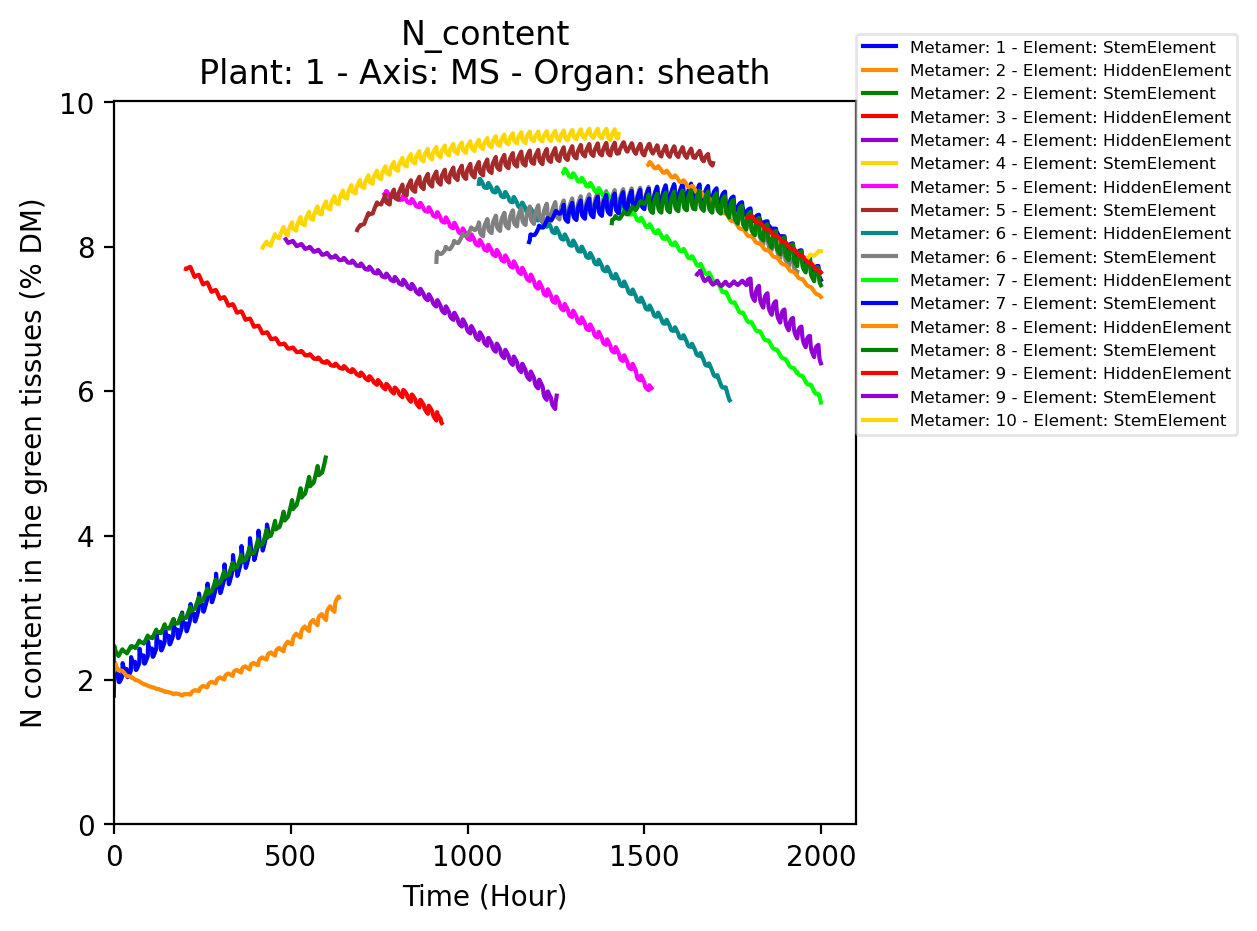 N_content
Plant: 1 - Axis: MS - Organ: sheath
N content in the green tissues (% DM)
10
8
6
4
2
0
0
500
1000
1500
2000
Time (Hour)
Metamer: 1 - Element: StemElement
Metamer: 2 - Element: HiddenElement
Metamer: 2 - Element: StemElement
Metamer: 3 - Element: HiddenElement
Metamer: 4 - Element: HiddenElement
Metamer: 4 - Element: StemElement
Metamer: 5 - Element: HiddenElement
Metamer: 5 - Element: StemElement
Metamer: 6 - Element: HiddenElement
Metamer: 6 - Element: StemElement
Metamer: 7 - Element: HiddenElement
Metamer: 7 - Element: StemElement
Metamer: 8 - Element: HiddenElement
Metamer: 8 - Element: StemElement
Metamer: 9 - Element: HiddenElement
Metamer: 9 - Element: StemElement
Metamer: 10 - Element: StemElement